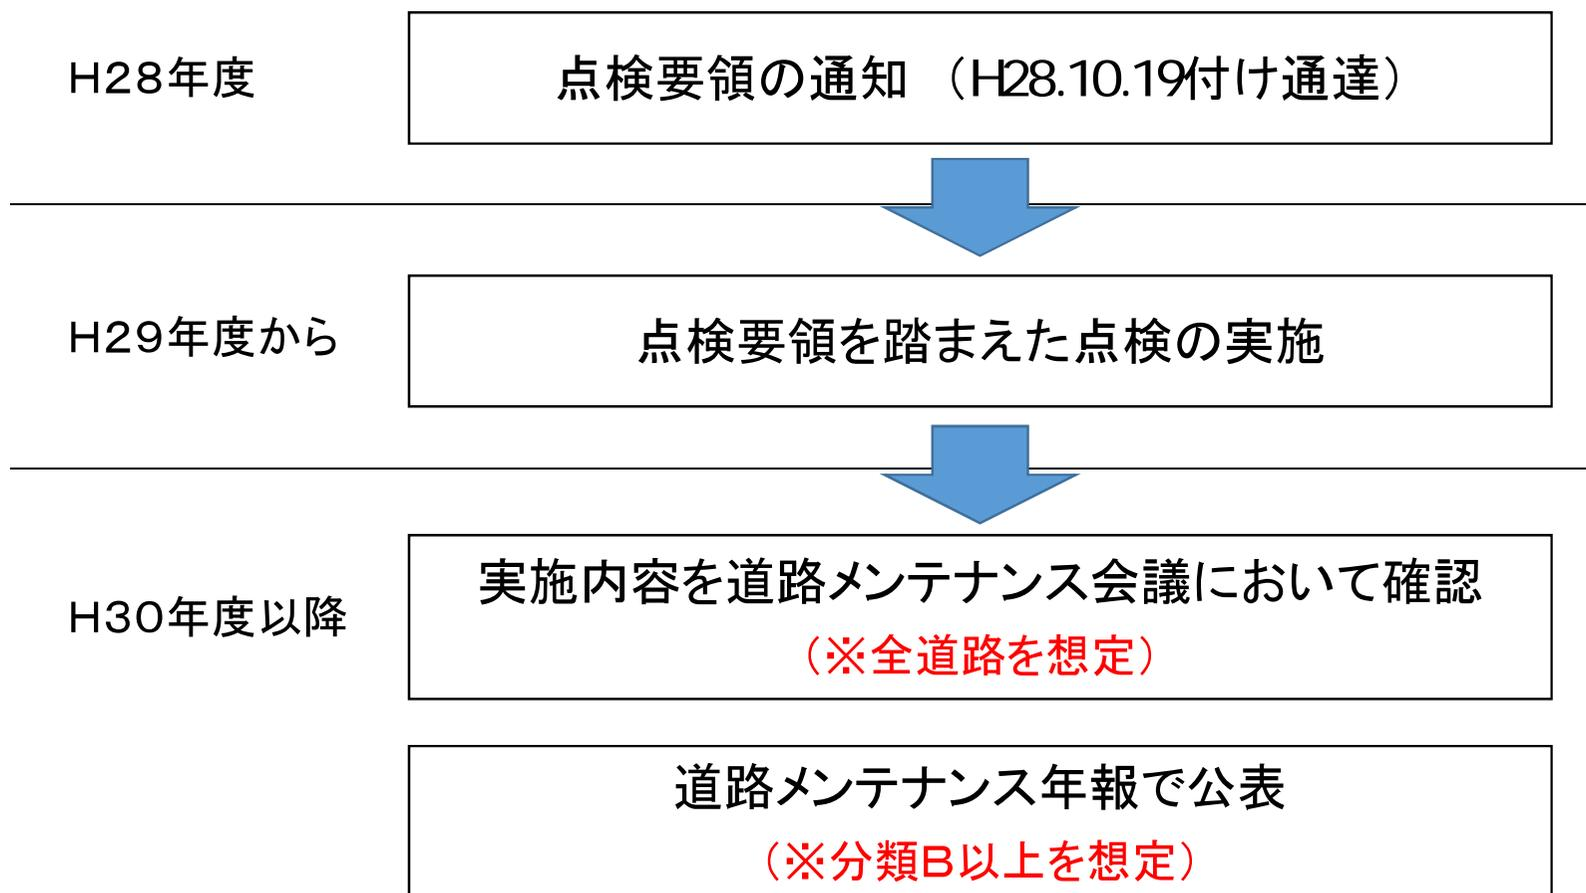 H28年度
点検要領の通知（H28.10.19付け通達）
H29年度から
点検要領を踏まえた点検の実施
H30年度以降
実施内容を道路メンテナンス会議において確認
（※全道路を想定）
道路メンテナンス年報で公表
（※分類B以上を想定）